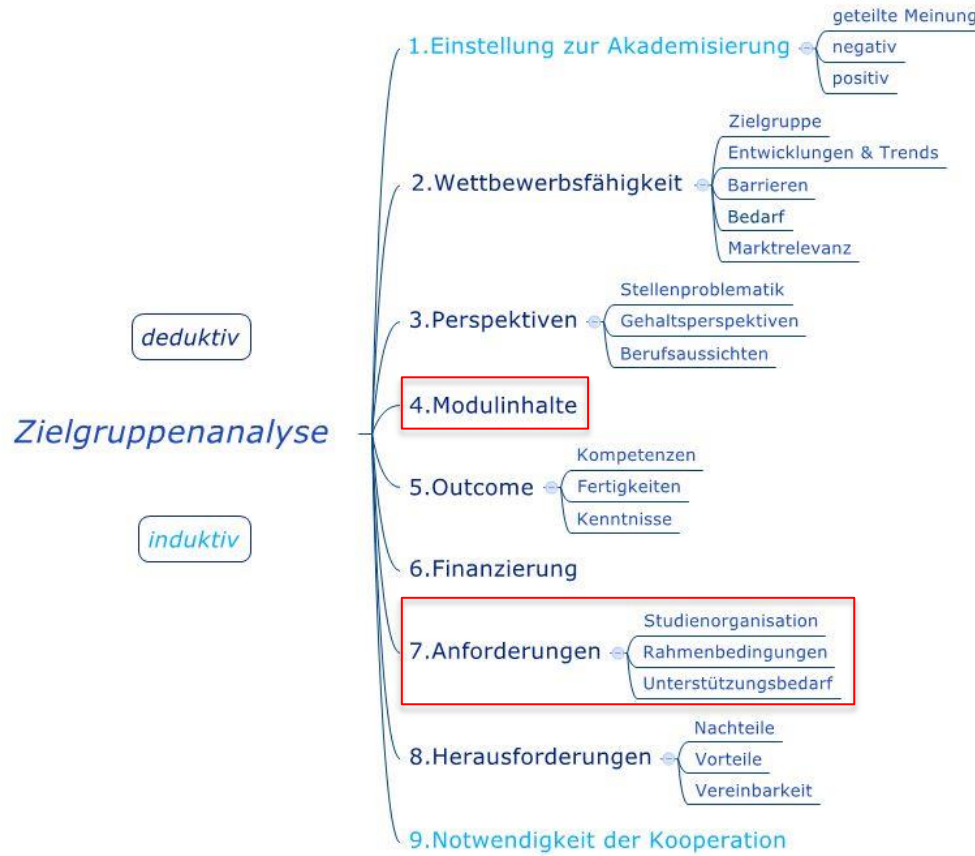 deduktiv
Zielgruppenanalyse
induktiv
1.Einstellung zur Akademisierung
geteilte Meinung
negativ
positiv
2.Wettbewerbsfähigkeit
Zielgruppe
Entwicklungen & Trends
Barrieren
Bedarf
Marktrelevanz
3.Perspektiven
Stellenproblematik
Gehaltsperspektiven
Berufsaussichten
4.Modulinhalte
5.Outcome
Kompetenzen
Fertigkeiten
Kenntnisse
6.Finanzierung
7.Anforderungen
Studienorganisation
Rahmenbedingungen
Unterstützungsbedarf
8.Herausforderungen
Nachteile
Vorteile
Vereinbarkeit
9.Notwendigkeit der Kooperation